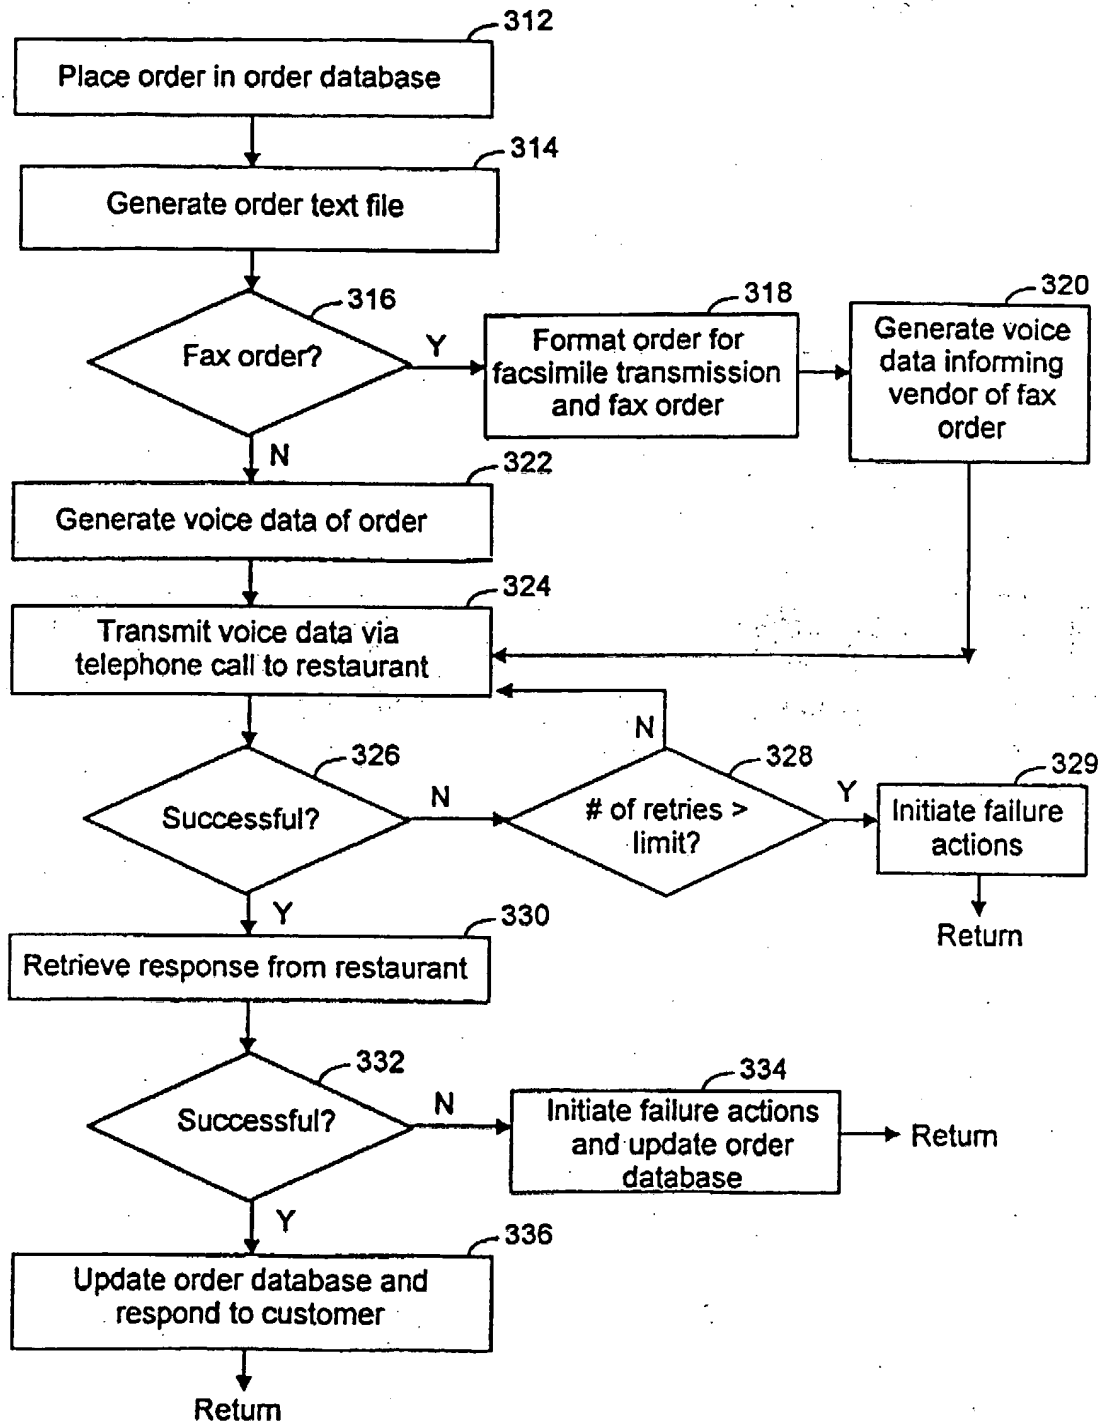 312
Place order in order database
314
Generate order text file
316
Fax order?
Y
318
Format order for
facsimile transmission
and fax order
320
Generate voice
data informing
vendor of fax
order
N
322
Generate voice data of order
324
Transmit voice data via
telephone call to restaurant
326
Successful?
N
N
328
# of retries >
limit?
Y
329
Initiate failure
actions
Return
Y
330
Retrieve response from restaurant
332
Successful?
N
334
Initiate failure actions
and update order
database
Return
Y
336
Update order database and
respond to customer
Return